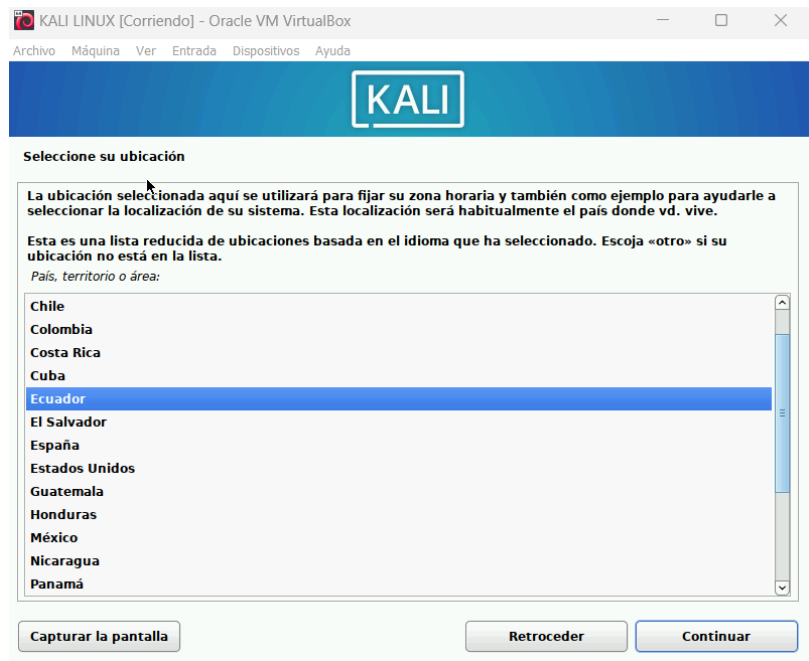 KALI LINUX [Corriendo] - Oracle VM VirtualBox
Archivo Máquina Ver Entrada Dispositivos Ayuda
KALI
Seleccione su ubicación
La ubicación seleccionada aquí se utilizará para fijar su zona horaria y también como ejemplo para ayudarle a
seleccionar la localización de su sistema. Esta localización será habitualmente el país donde vd. vive.
Esta es una lista reducida de ubicaciones basada en el idioma que ha seleccionado. Escoja «otro» si su
ubicación no está en la lista.
País, territorio o área:
Chile
Colombia
Costa Rica
Cuba
Ecuador
El Salvador
España
Estados Unidos
Guatemala
Honduras
México
Nicaragua
Panamá
Capturar la pantalla Retroceder Continuar